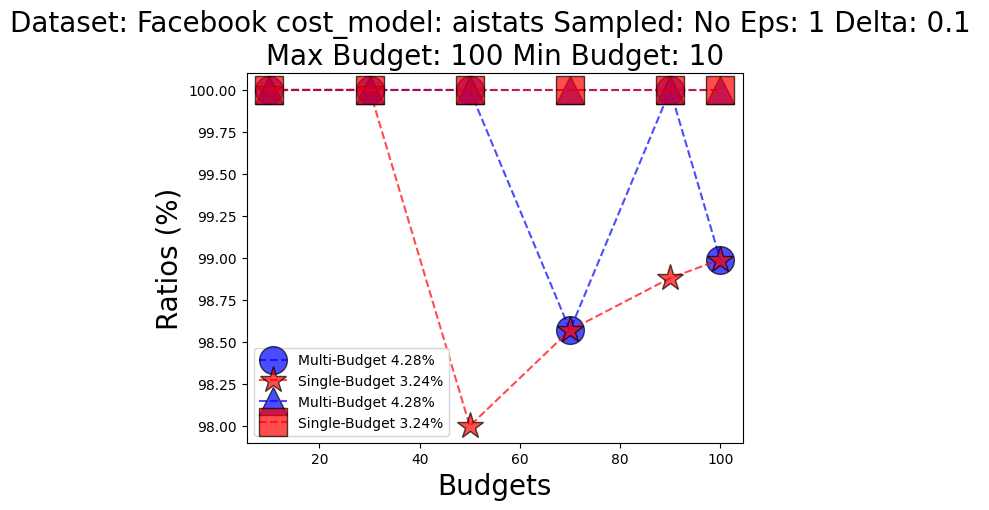 Dataset: Facebook cost_model: aistats Sampled: No Eps: 1 Delta: 0.1
Max Budget: 100 Min Budget: 10
Ratios (%)
100.00
99.75
99.50
99.25
99.00
98.75
98.50
98.25
98.00
Multi-Budget 4.28%
Single-Budget 3.24%
Multi-Budget 4.28%
Single-Budget 3.24%
20
40
60
80
100
Budgets